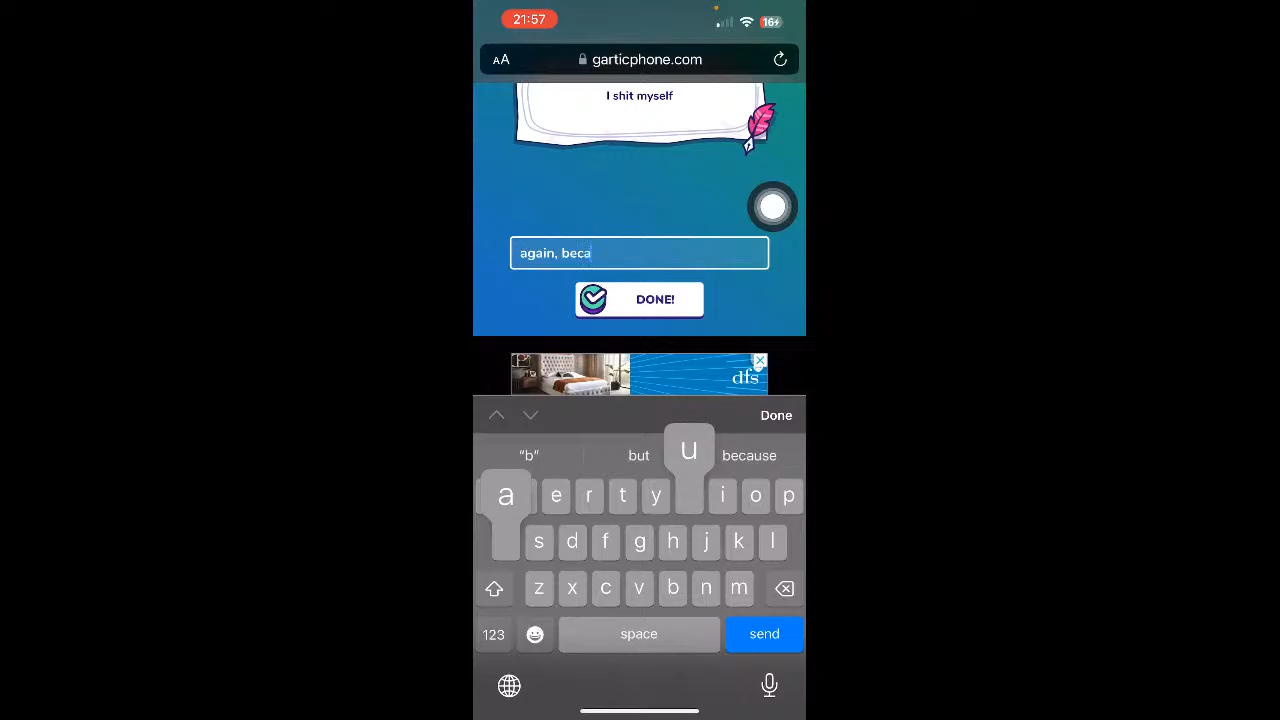 21:57
16
AA garticphone.com
I shit myself
again, beca
DONE!
dfs
Done
"b" but because
u
a
e r t y i o p
s d f g h j k l
z x c v b n m
123 space send